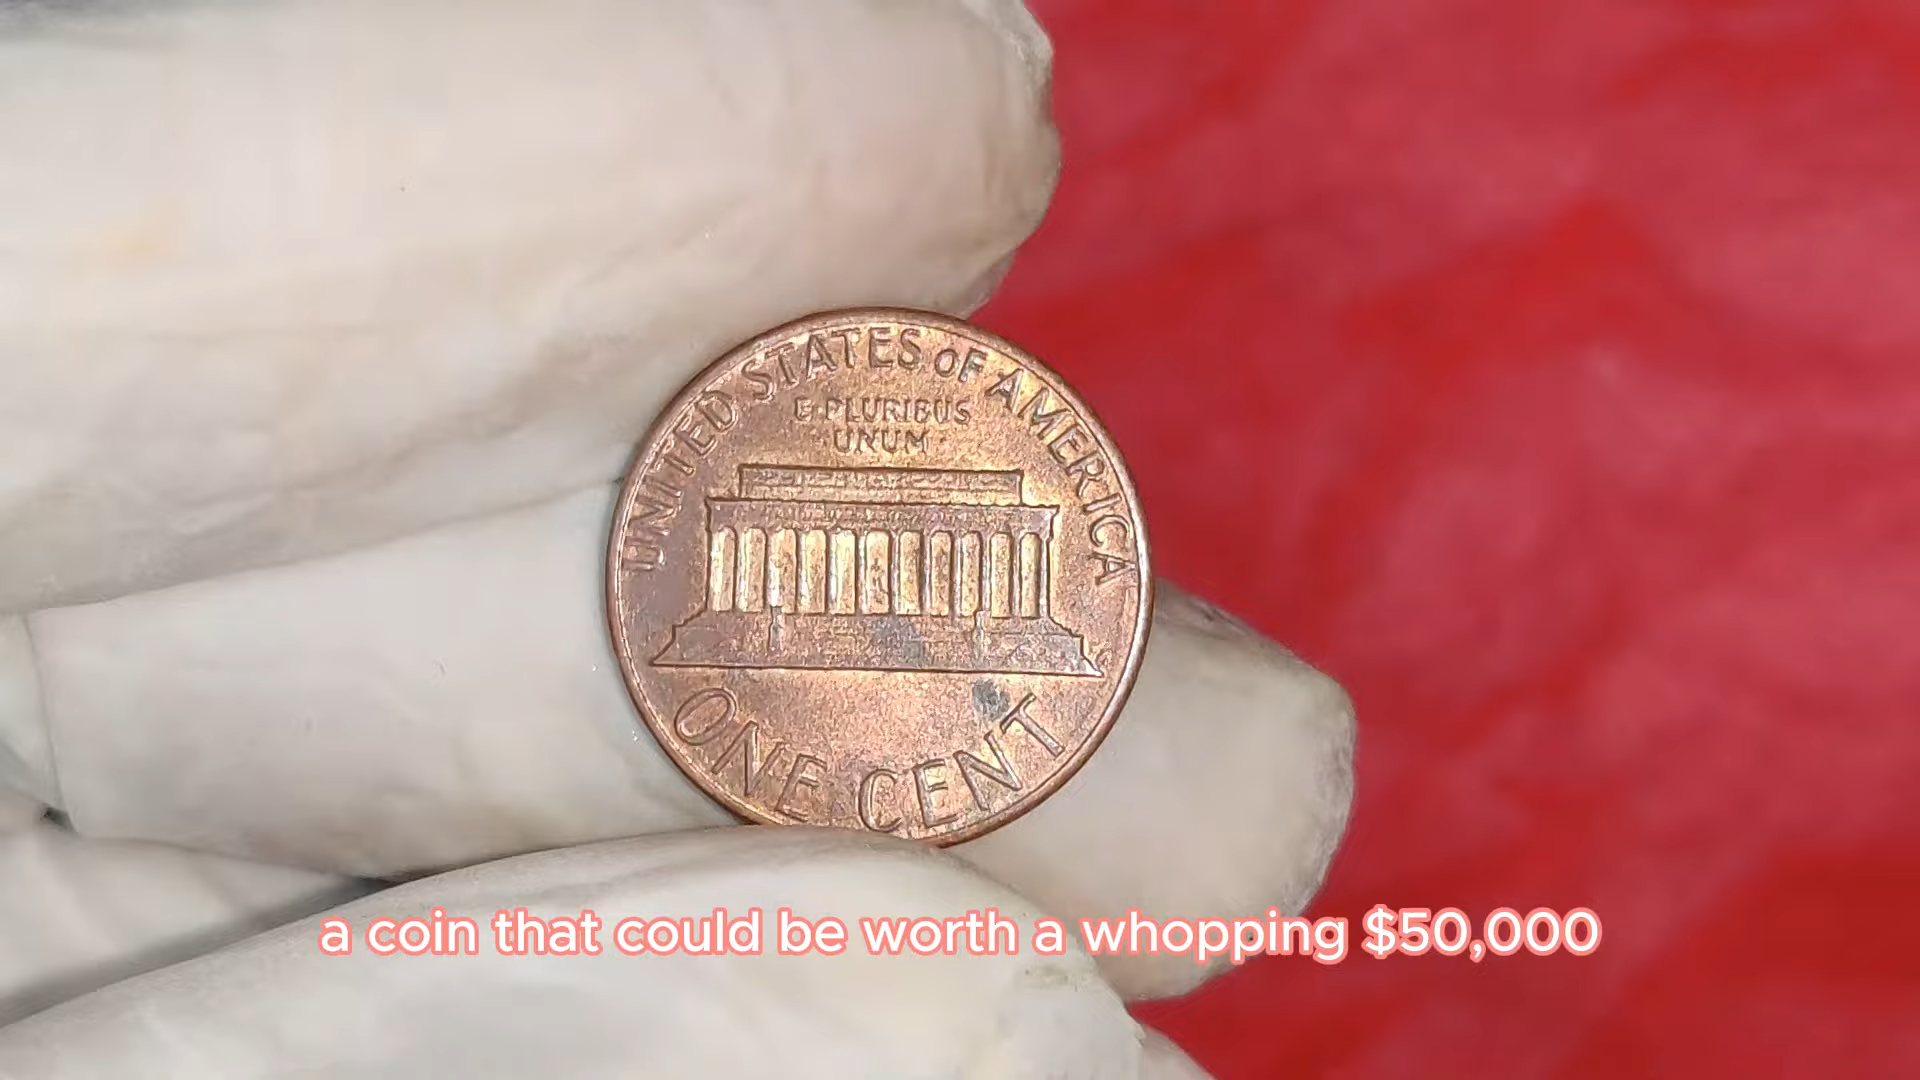 UNITED STATES OF AMERICA
E·PLURIBUS
UNUM
ONE CENT
a coin that could be worth a whopping $50,000